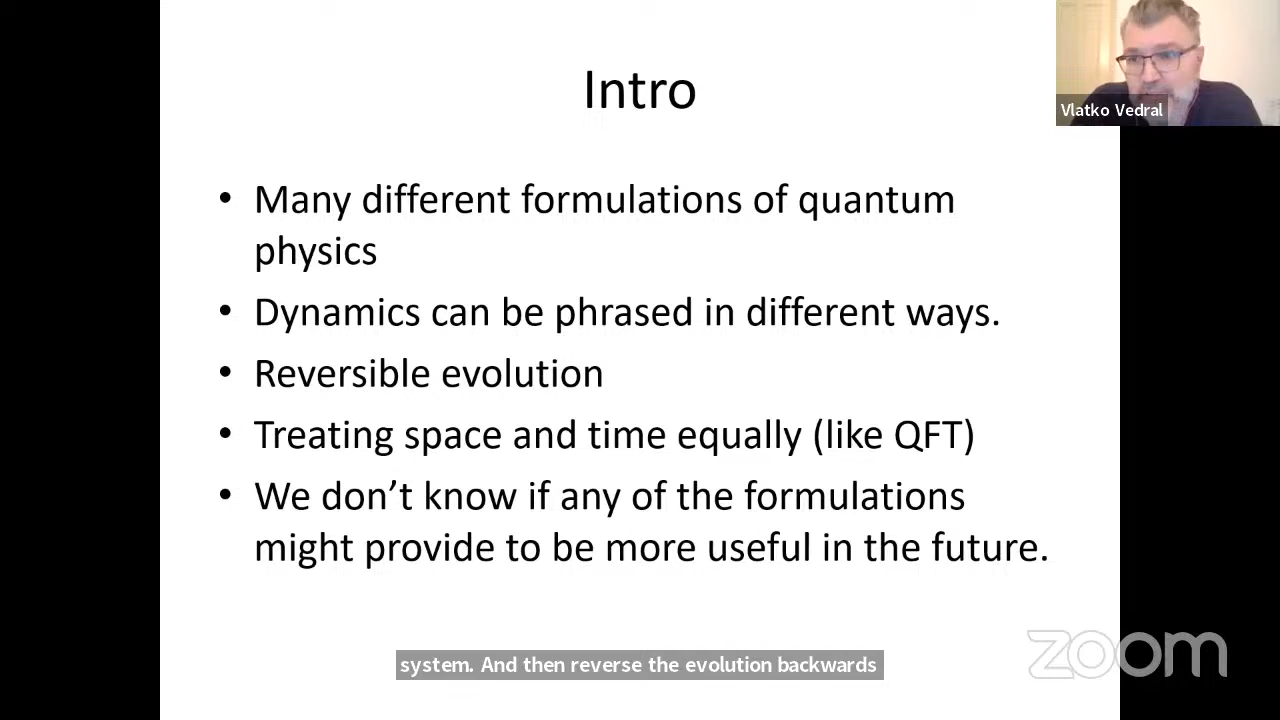 Intro
Vlatko Vedral
• Many different formulations of quantum
physics
• Dynamics can be phrased in different ways.
• Reversible evolution
• Treating space and time equally (like QFT)
• We don’t know if any of the formulations
might provide to be more useful in the future.
system. And then reverse the evolution backwards
zoom